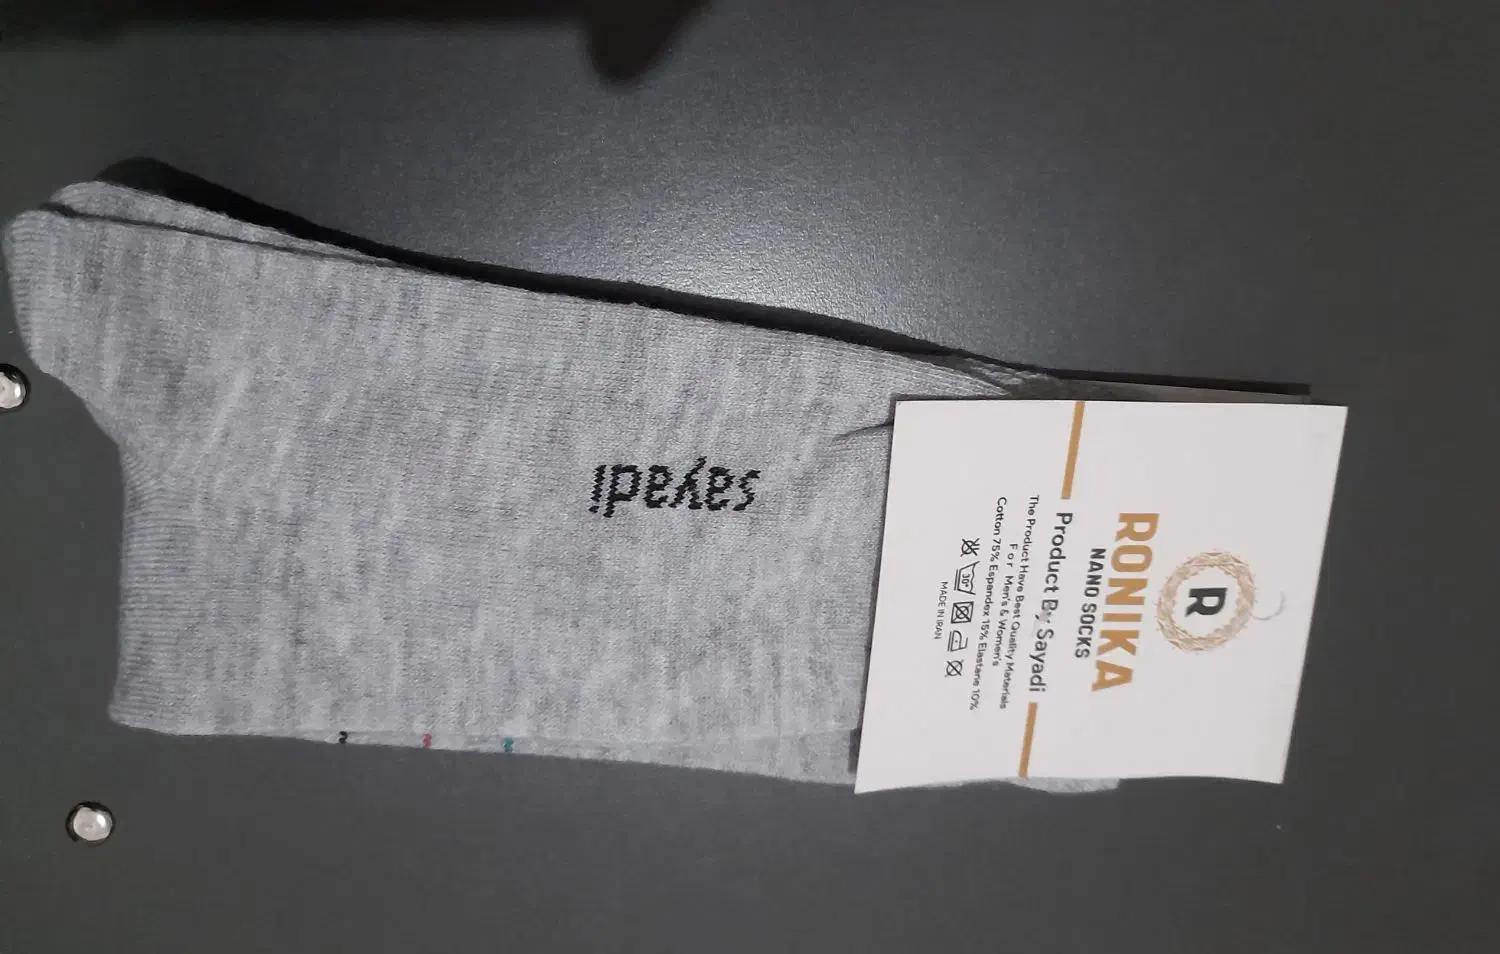 R
RONIKA
NANO SOCKS
Product By Sayadi
The Product Have Best Quality Materials
For Men's & Women's
Cotton 75% Espandex 15% Elastane 10%
30°
MADE IN IRAN
sayadi